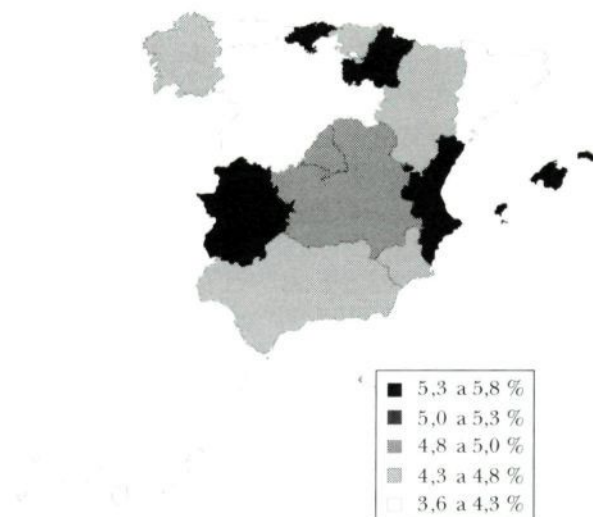 5,3 a 5,8 %
5,0 a 5,3 %
4,8 a 5,0 %
4,3 a 4,8 %
3,6 a 4,3 %